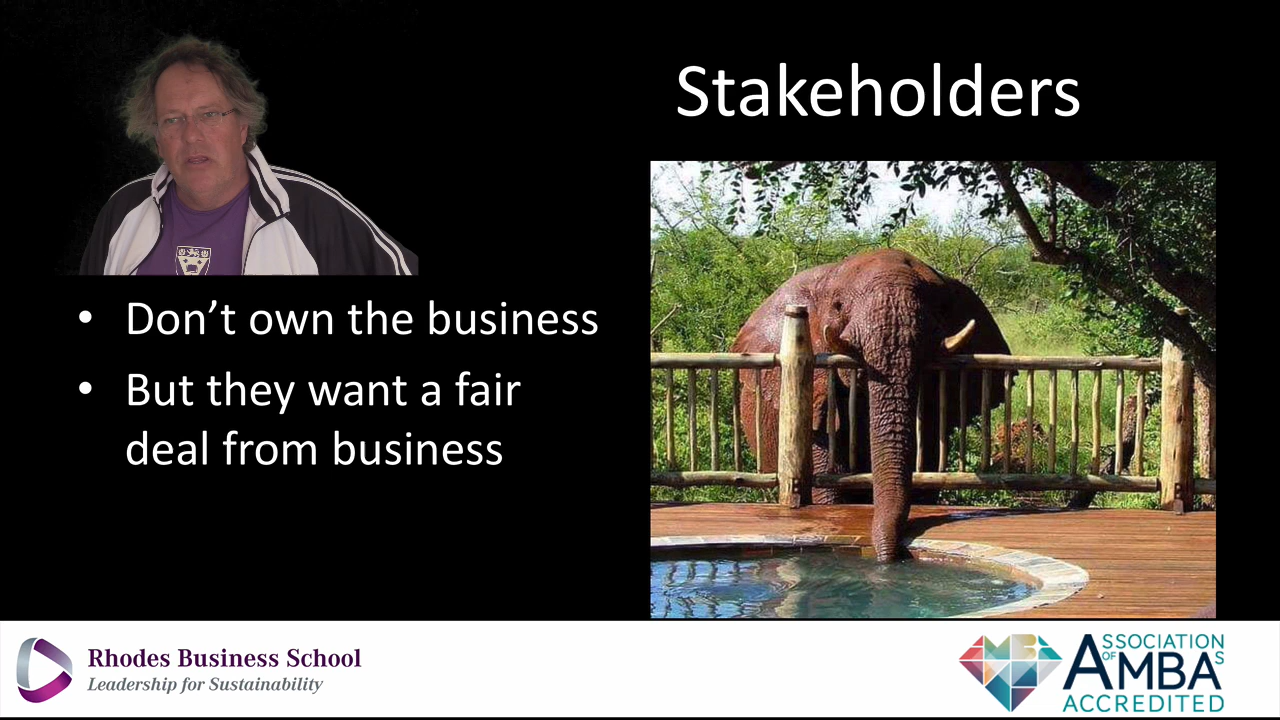 Stakeholders
• Don’t own the business
• But they want a fair
deal from business
Rhodes Business School
Leadership for Sustainability
ASSOCIATION
OF MBAS
ACCREDITED